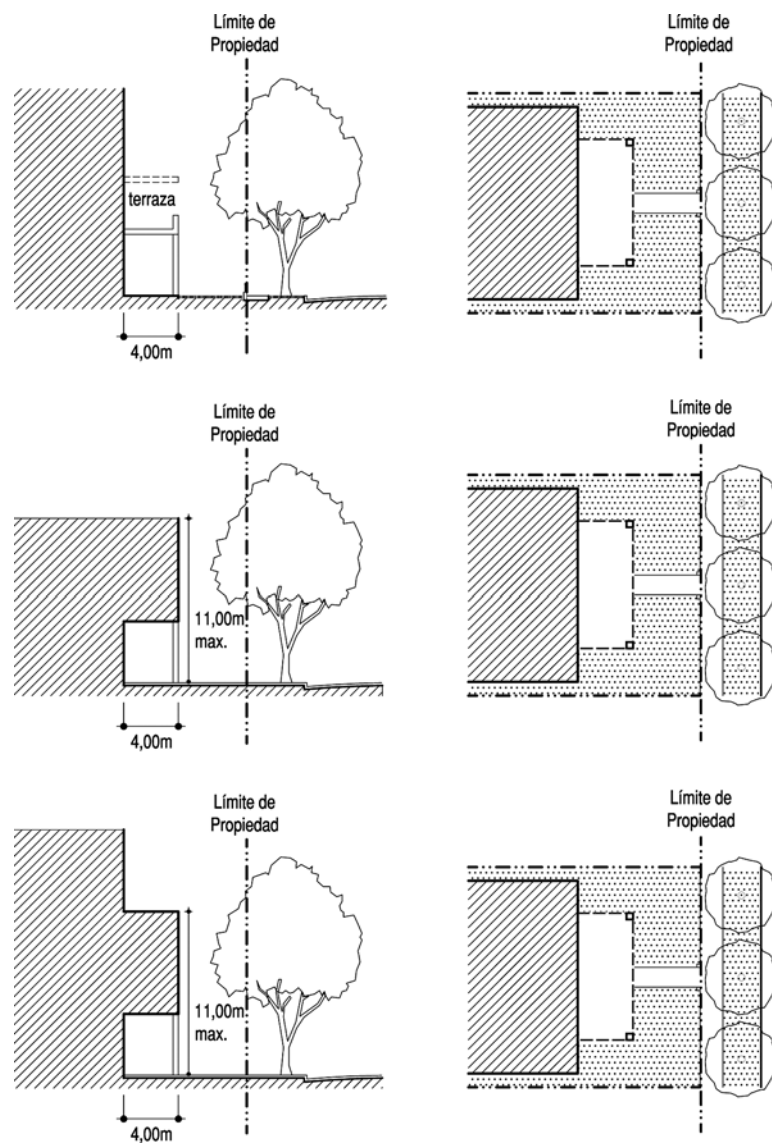 Límite de
Propiedad
Límite de
Propiedad
terraza
4,00m
Límite de
Propiedad
Límite de
Propiedad
11,00m
max.
4,00m
Límite de
Propiedad
Límite de
Propiedad
11,00m
max.
4,00m